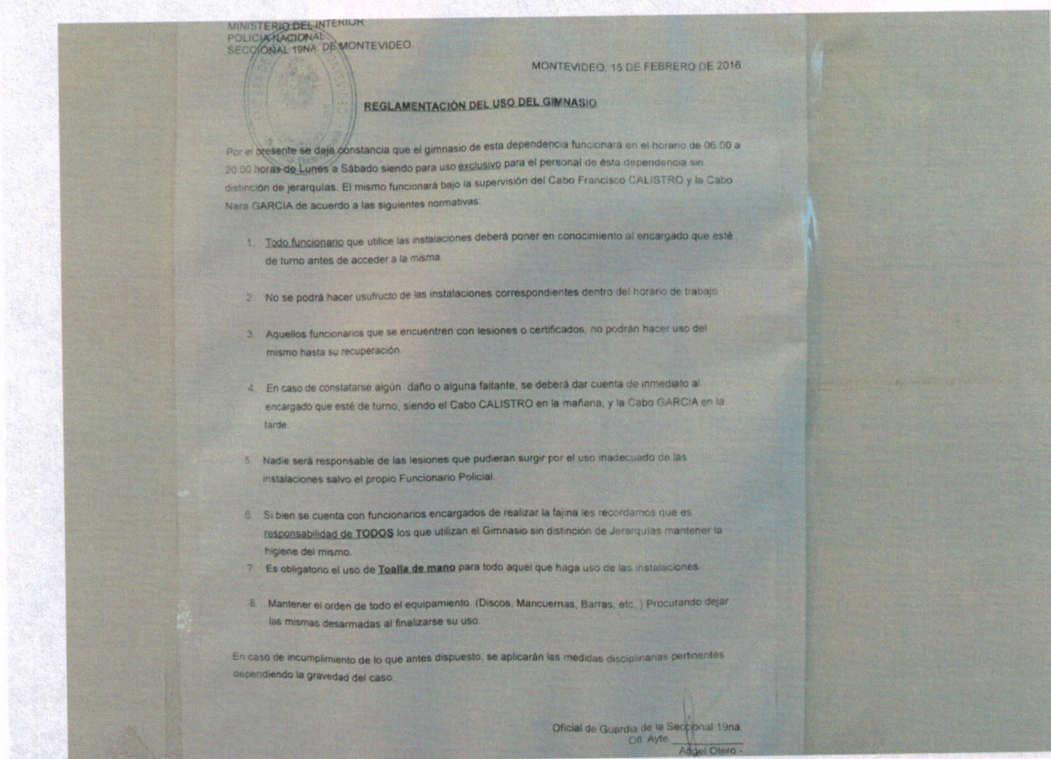 MINISTERIO DEL INTERIOR
POLICIA NACIONAL
SECCIONAL 19NA. DE MONTEVIDEO.
MONTEVIDEO, 15 DE FEBRERO DE 2016
REGLAMENTACIÓN DEL USO DEL GIMNASIO
Por el presente se deja constancia que el gimnasio de esta dependencia funcionará en el horario de 06:00 a
20:00 horas de Lunes a Sábado siendo para uso exclusivo para el personal de ésta dependencia sin
distinción de jerarquías. El mismo funcionará bajo la supervisión del Cabo Francisco CALISTRO y la Cabo
Nara GARCIA de acuerdo a las siguientes normativas:
1. Todo funcionario que utilice las instalaciones deberá poner en conocimiento al encargado que esté
de turno antes de acceder a la misma.
2. No se podrá hacer usufructo de las instalaciones correspondientes dentro del horario de trabajo
3. Aquellos funcionarios que se encuentren con lesiones o certificados, no podrán hacer uso del
mismo hasta su recuperación.
4. En caso de constatarse algún daño o alguna faltante, se deberá dar cuenta de inmediato al
encargado que esté de turno, siendo el Cabo CALISTRO en la mañana, y la Cabo GARCIA en la
tarde.
5. Nadie será responsable de las lesiones que pudieran surgir por el uso inadecuado de las
instalaciones salvo el propio Funcionario Policial.
6. Si bien se cuenta con funcionarios encargados de realizar la fajina les recordamos que es
responsabilidad de TODOS los que utilizan el Gimnasio sin distinción de Jerarquías mantener la
higiene del mismo.
7. Es obligatorio el uso de Toalla de mano para todo aquel que haga uso de las instalaciones.
8. Mantener el orden de todo el equipamiento. (Discos, Mancuernas, Barras, etc..) Procurando dejar
las mismas desarmadas al finalizarse su uso.
En caso de incumplimiento de lo que antes dispuesto, se aplicarán las medidas disciplinarias pertinentes
dependiendo la gravedad del caso.
Oficial de Guardia de la Seccional 19na
Ofl. Ayte.
Angel Otero.-